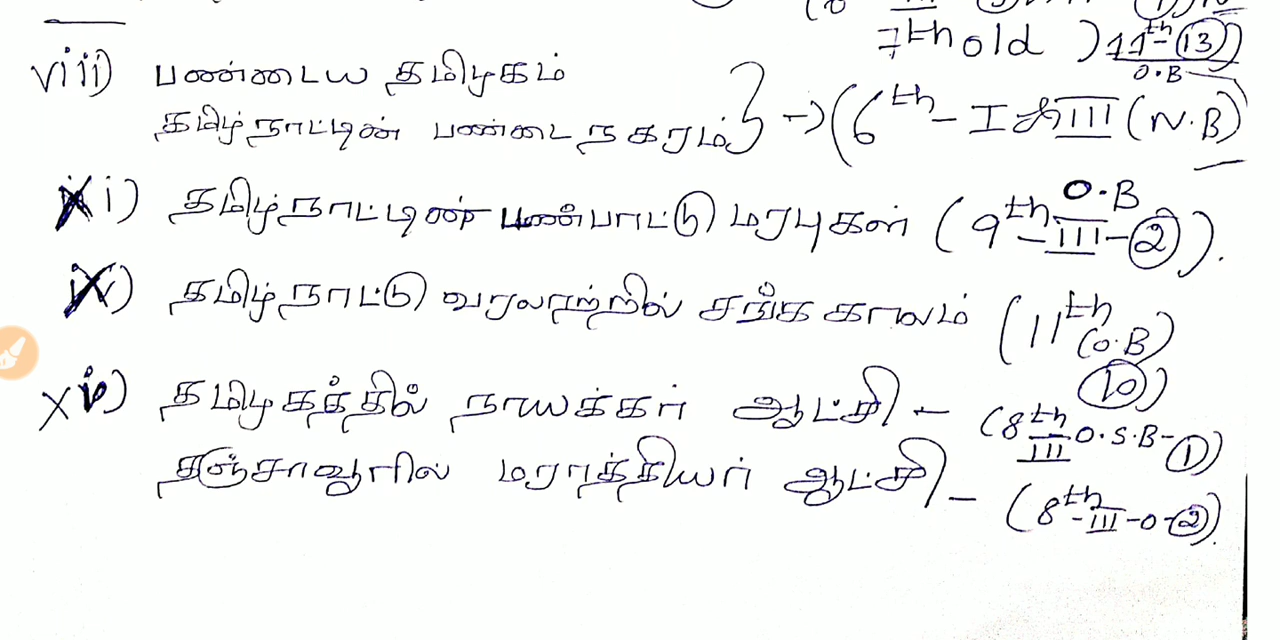 7th old ) 11th-13)
O.B
viii) பண்டைய தமிழகம்
தமிழ்நாட்டின் பண்டைநகரம் } -> (6th - I & III (N.B)
xi) தமிழ்நாட்டின் பண்பாட்டு மரபுகள் ( 9th - III - 2 ).
O.B
x) தமிழ்நாட்டு வரலாற்றில் சங்க காலம் (11th
(O.B)
10)
xi) தமிழகத்தில் நாயக்கர் ஆட்சி - (8th III O.S.B-1)
தஞ்சாவூரில் மராத்தியர் ஆட்சி - (8th-III-O-2).